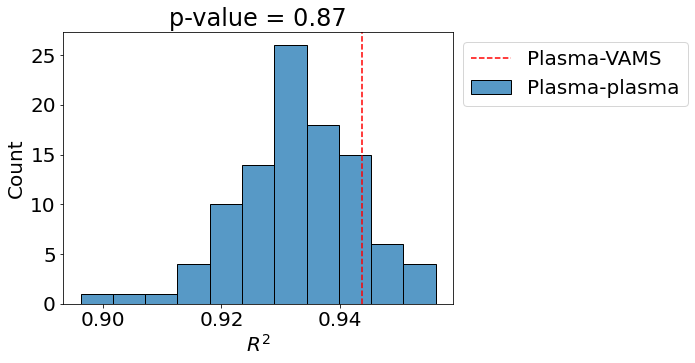 p-value = 0.87
Plasma-VAMS
Plasma-plasma
Count
25
20
15
10
5
0
0.90 0.92 0.94
R²